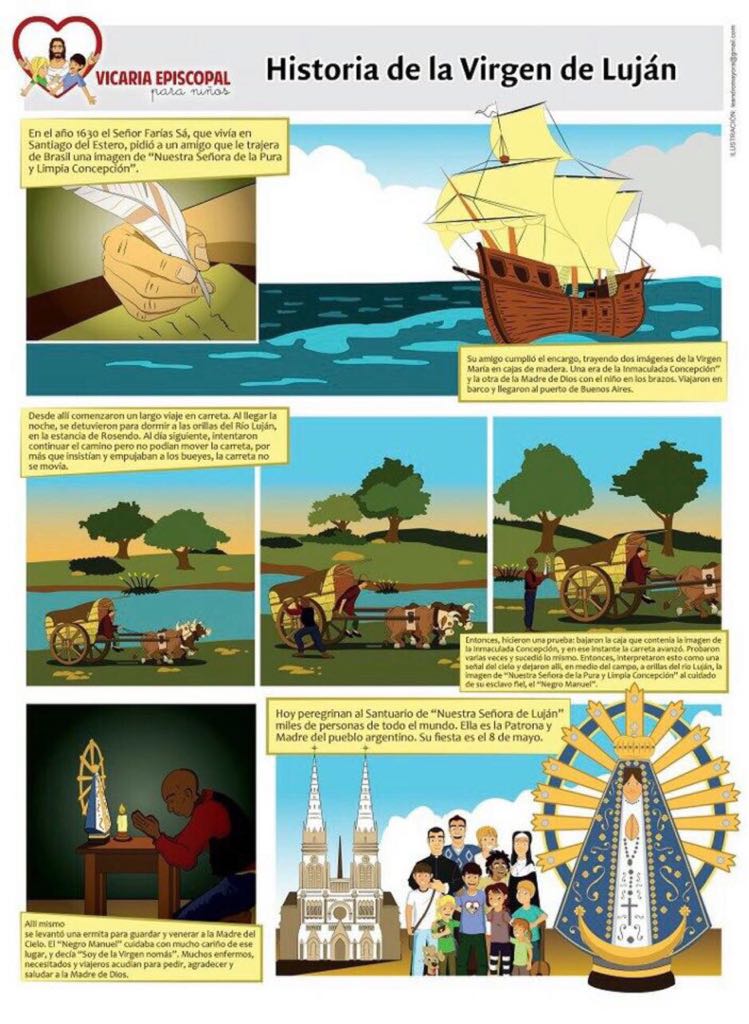 VICARIA EPISCOPAL
para niños
Historia de la Virgen de Luján
ILUSTRACIÓN: leandromayora@gmail.com
En el año 1630 el Señor Farías Sá, que vivía en
Santiago del Estero, pidió a un amigo que le trajera
de Brasil una imagen de “Nuestra Señora de la Pura
y Limpia Concepción”.
Su amigo cumplió el encargo, trayendo dos imágenes de la Virgen
María en cajas de madera. Una era de la Inmaculada Concepción”
y la otra de la Madre de Dios con el niño en los brazos. Viajaron en
barco y llegaron al puerto de Buenos Aires.
Desde allí comenzaron un largo viaje en carreta. Al llegar la
noche, se detuvieron para dormir a las orillas del Río Luján,
en la estancia de Rosendo. Al día siguiente, intentaron
continuar el camino pero no podían mover la carreta, por
más que insistían y empujaban a los bueyes, la carreta no
se movía.
Entonces, hicieron una prueba: bajaron la caja que contenía la imagen de
la Inmaculada Concepción, y en ese instante la carreta avanzó. Probaron
varias veces y sucedió lo mismo. Entonces, interpretaron esto como una
señal del cielo y dejaron allí, en medio del campo, a orillas del río Luján, la
imagen de “Nuestra Señora de la Pura y Limpia Concepción” al cuidado
de su esclavo fiel, el “Negro Manuel”.
Allí mismo
se levantó una ermita para guardar y venerar a la Madre del
Cielo. El “Negro Manuel” cuidaba con mucho cariño de ese
lugar, y decía “Soy de la Virgen nomás”. Muchos enfermos,
necesitados y viajeros acudían para pedir, agradecer y
saludar a la Madre de Dios.
Hoy peregrinan al Santuario de “Nuestra Señora de Luján”
miles de personas de todo el mundo. Ella es la Patrona y
Madre del pueblo argentino. Su fiesta es el 8 de mayo.